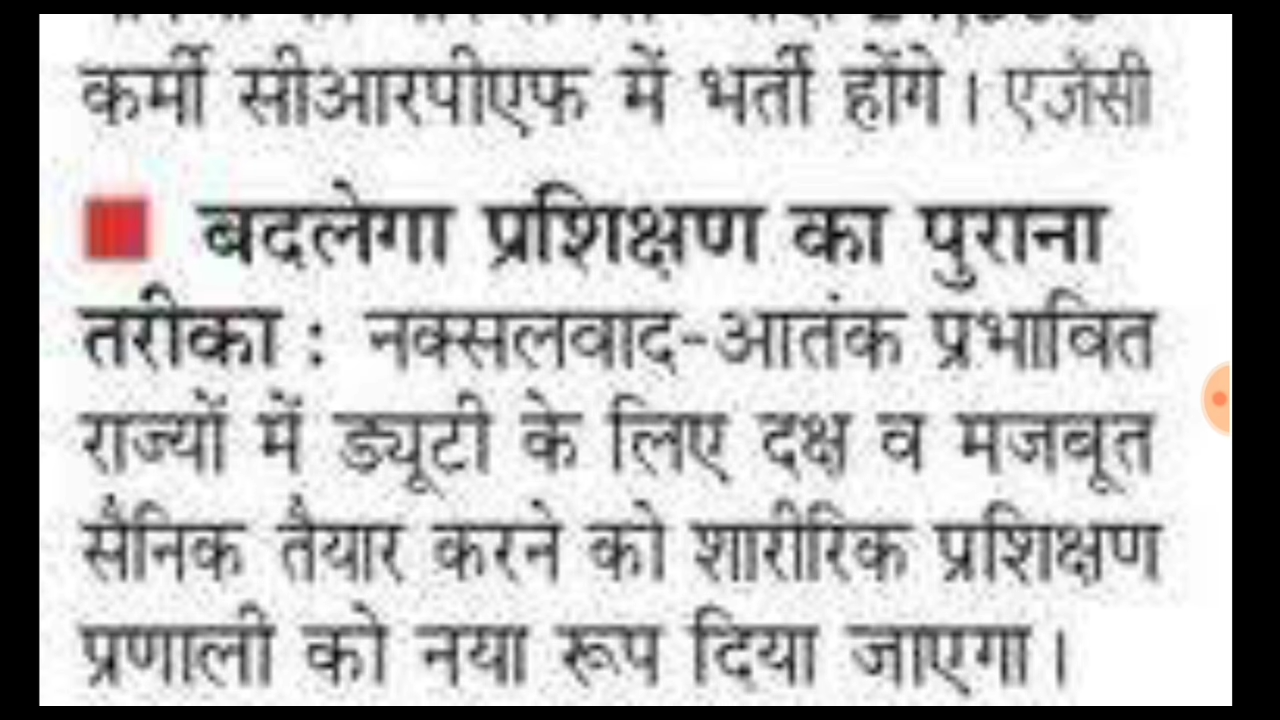 कर्मी सीआरपीएफ में भर्ती होंगे। एजेंसी
बदलेगा प्रशिक्षण का पुराना
तरीका : नक्सलवाद-आतंक प्रभावित
राज्यों में ड्यूटी के लिए दक्ष व मजबूत
सैनिक तैयार करने को शारीरिक प्रशिक्षण
प्रणाली को नया रूप दिया जाएगा।